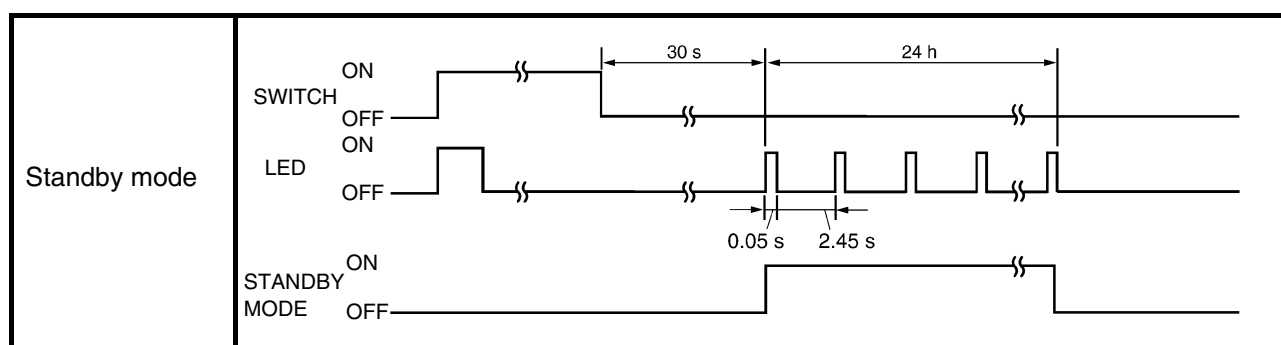 Standby mode
30 s
24 h
ON
SWITCH
OFF
ON
LED
OFF
0.05 s
2.45 s
ON
STANDBY
MODE
OFF